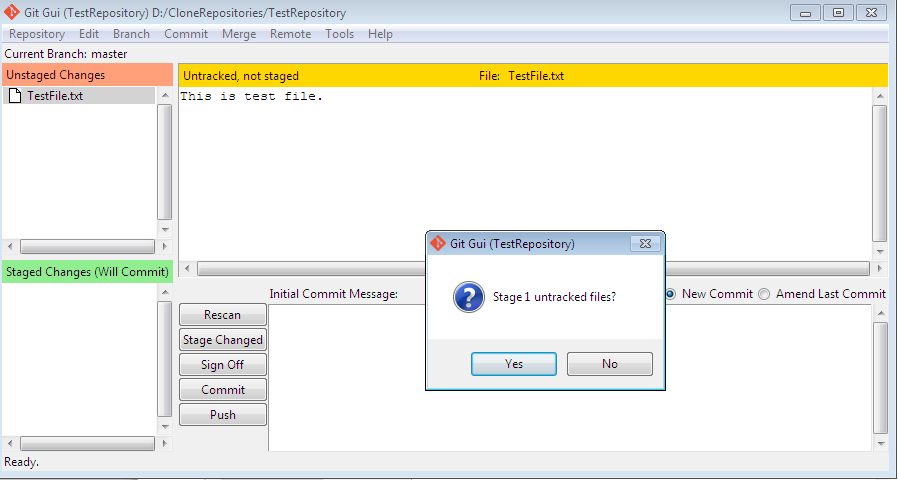 Git Gui (TestRepository) D:/CloneRepositories/TestRepository
Repository Edit Branch Commit Merge Remote Tools Help
Current Branch: master
Unstaged Changes
TestFile.txt
Untracked, not staged File: TestFile.txt
This is test file.
Staged Changes (Will Commit)
Git Gui (TestRepository)
Stage 1 untracked files?
Yes No
Initial Commit Message: New Commit Amend Last Commit
Rescan
Stage Changed
Sign Off
Commit
Push
Ready.